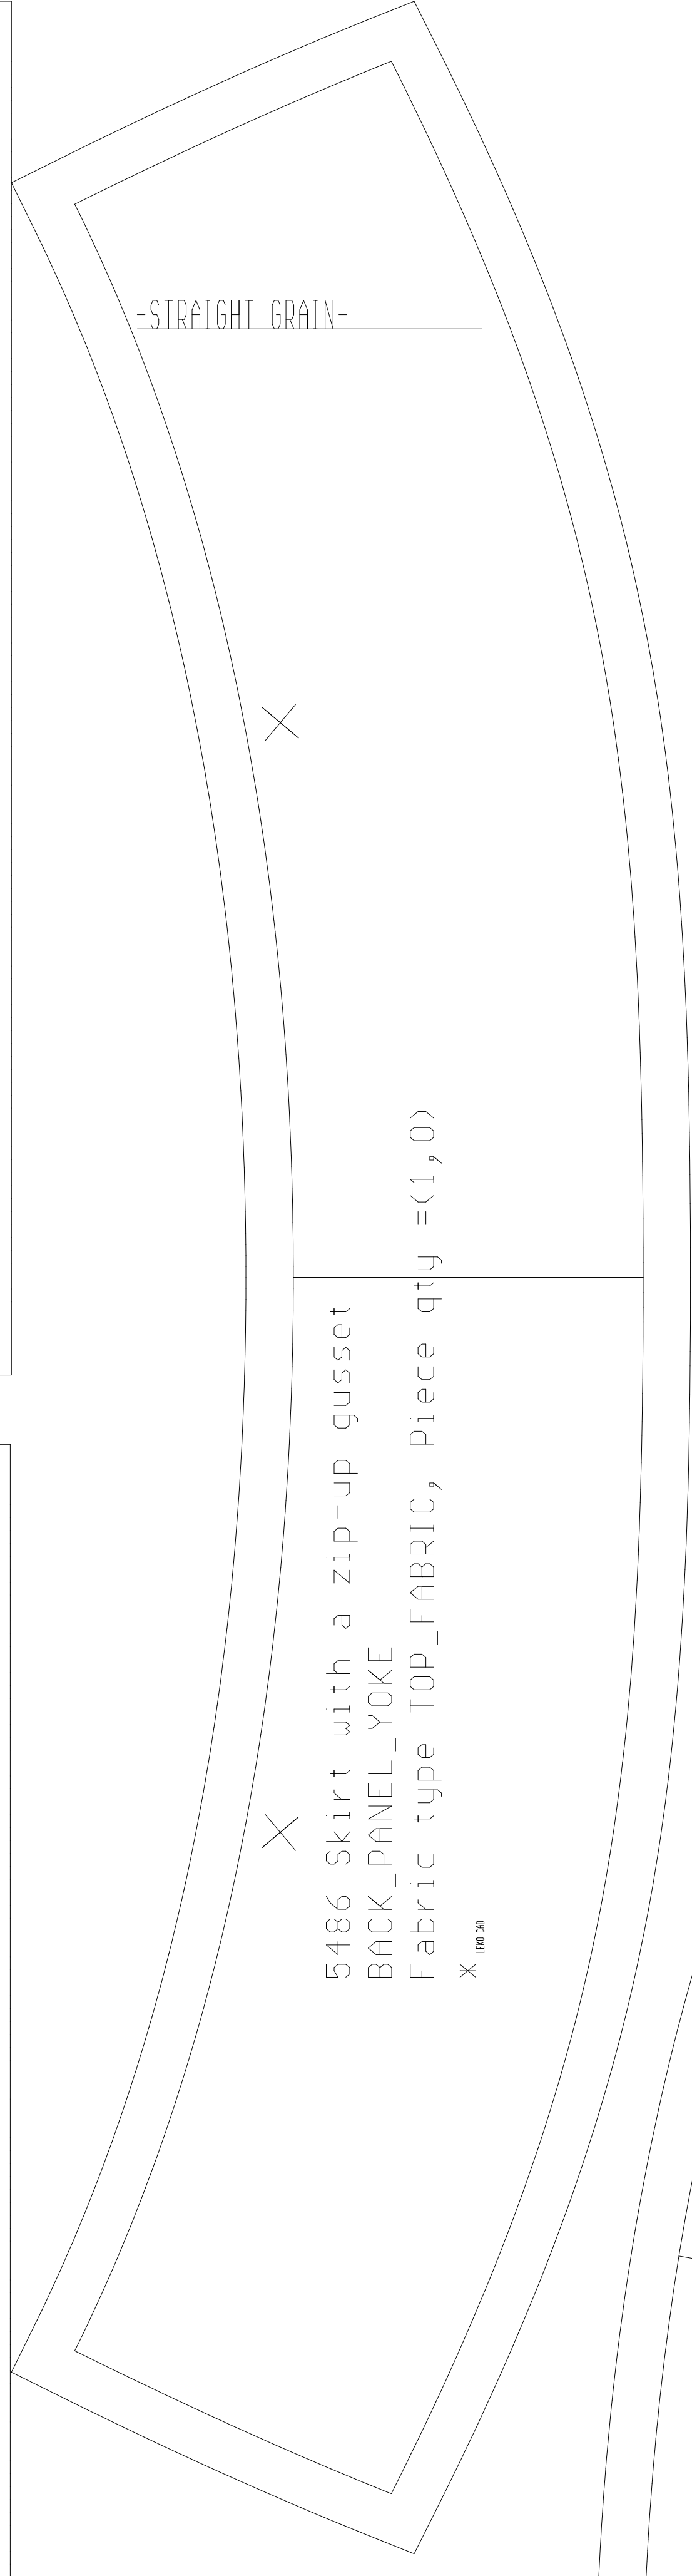 -STRAIGHT GRAIN-
5486 Skirt with a zip-up gusset
BACK_PANEL_YOKE
Fabric type TOP_FABRIC, Piece qty =(1,0)
* LEKO CAD